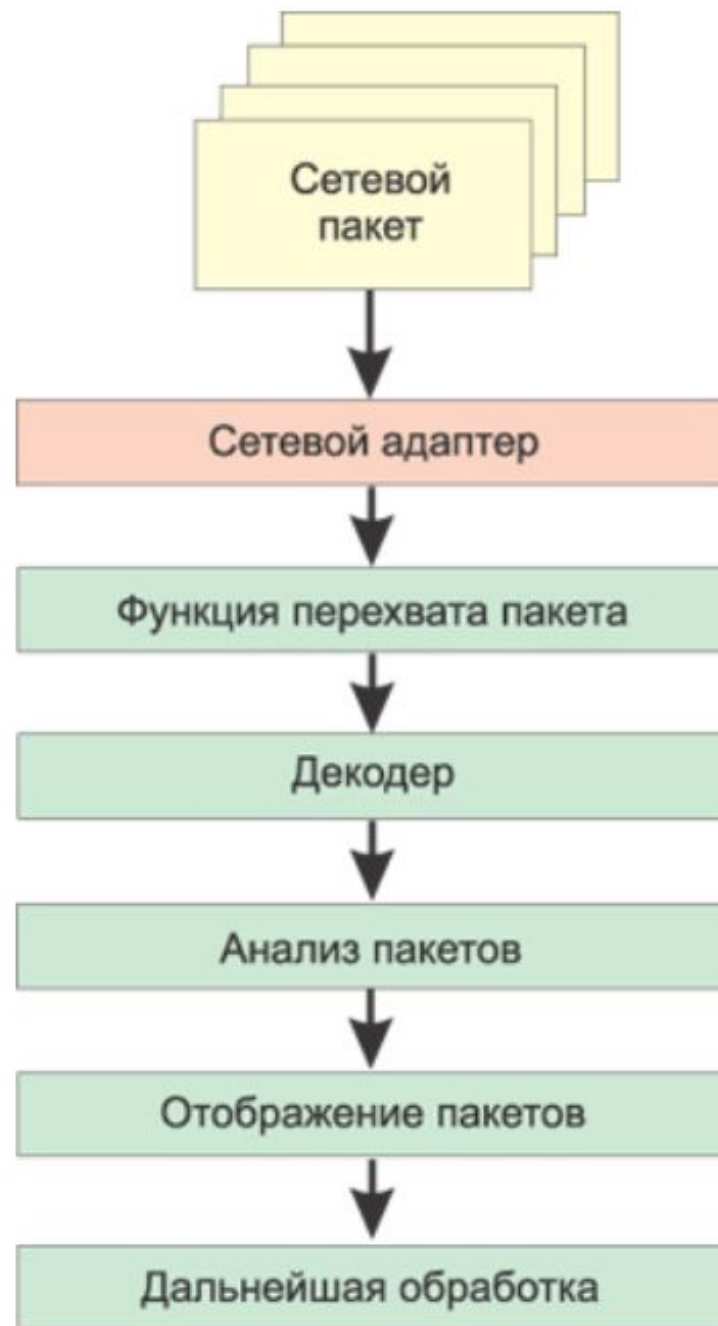 Сетевой
пакет
Сетевой адаптер
Функция перехвата пакета
Декодер
Анализ пакетов
Отображение пакетов
Дальнейшая обработка